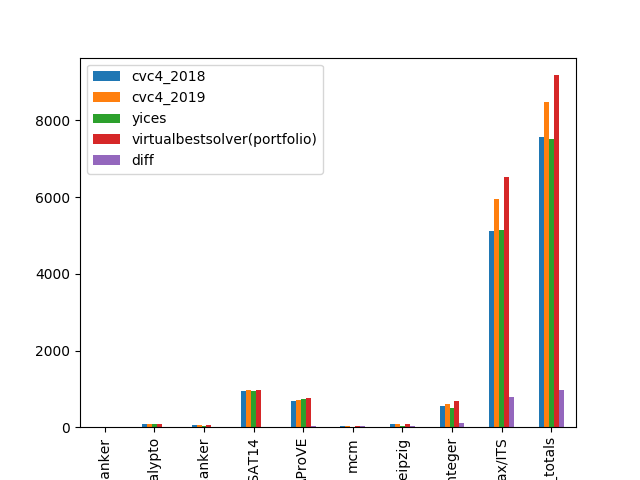 cvc4_2018
cvc4_2019
yices
virtualbestsolver(portfolio)
diff
8000
6000
4000
2000
0
anker
alypto
anker
SAT14
AProVE
mcm
eipzig
nteger
ax/ITS
_totals